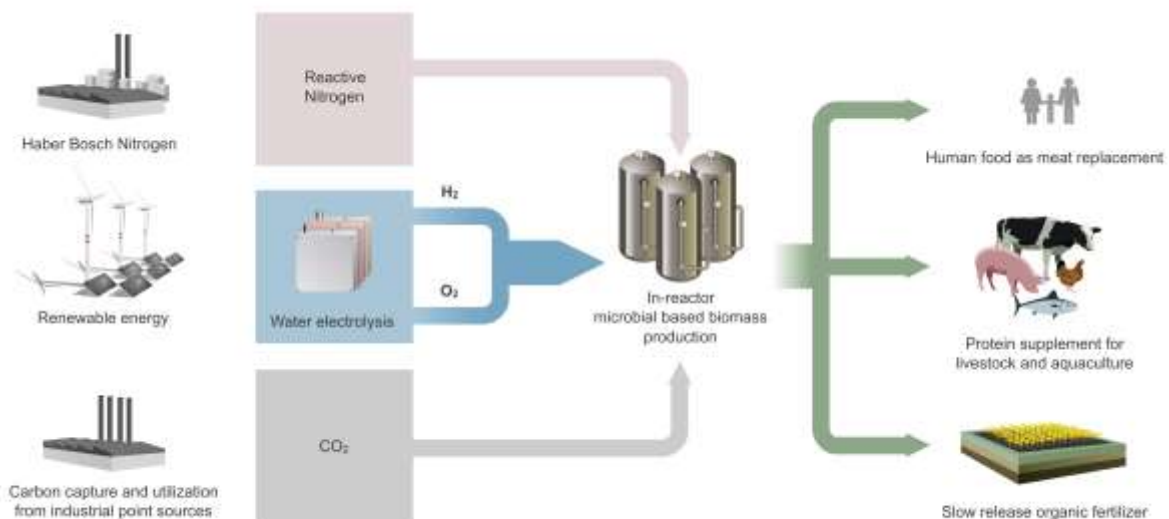 Haber Bosch Nitrogen
Renewable energy
Carbon capture and utilization
from industrial point sources
Reactive
Nitrogen
H₂
O₂
Water electrolysis
CO₂
In-reactor
microbial based biomass
production
Human food as meat replacement
Protein supplement for
livestock and aquaculture
Slow release organic fertilizer